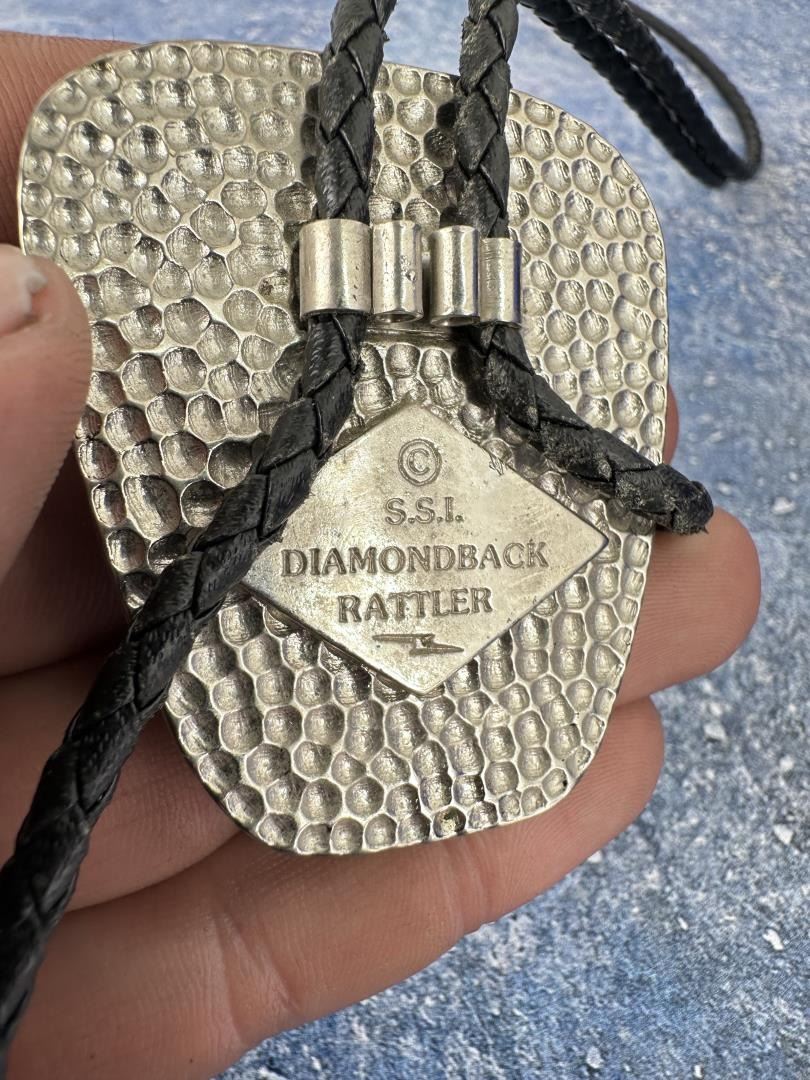 ©
S.S.I.
DIAMONDBACK
RATTLER